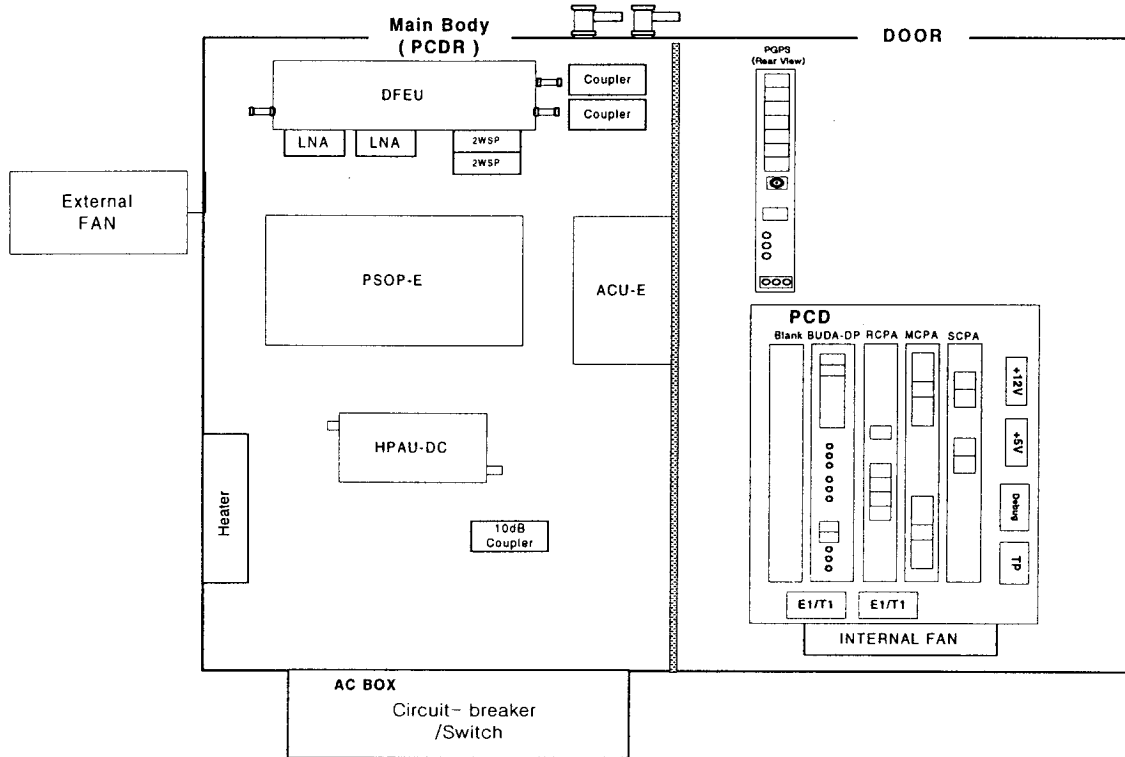 Main Body
( PCDR )
DOOR
PGPS
(Rear View)
DFEU
Coupler
Coupler
LNA
LNA
2WSP
2WSP
External
FAN
PSOP-E
ACU-E
HPAU-DC
Heater
10dB
Coupler
PCD
Blank BUDA-DP RCPA MCPA SCPA
+12V
+5V
Debug
TP
E1/T1 E1/T1
INTERNAL FAN
AC BOX
Circuit- breaker
/Switch